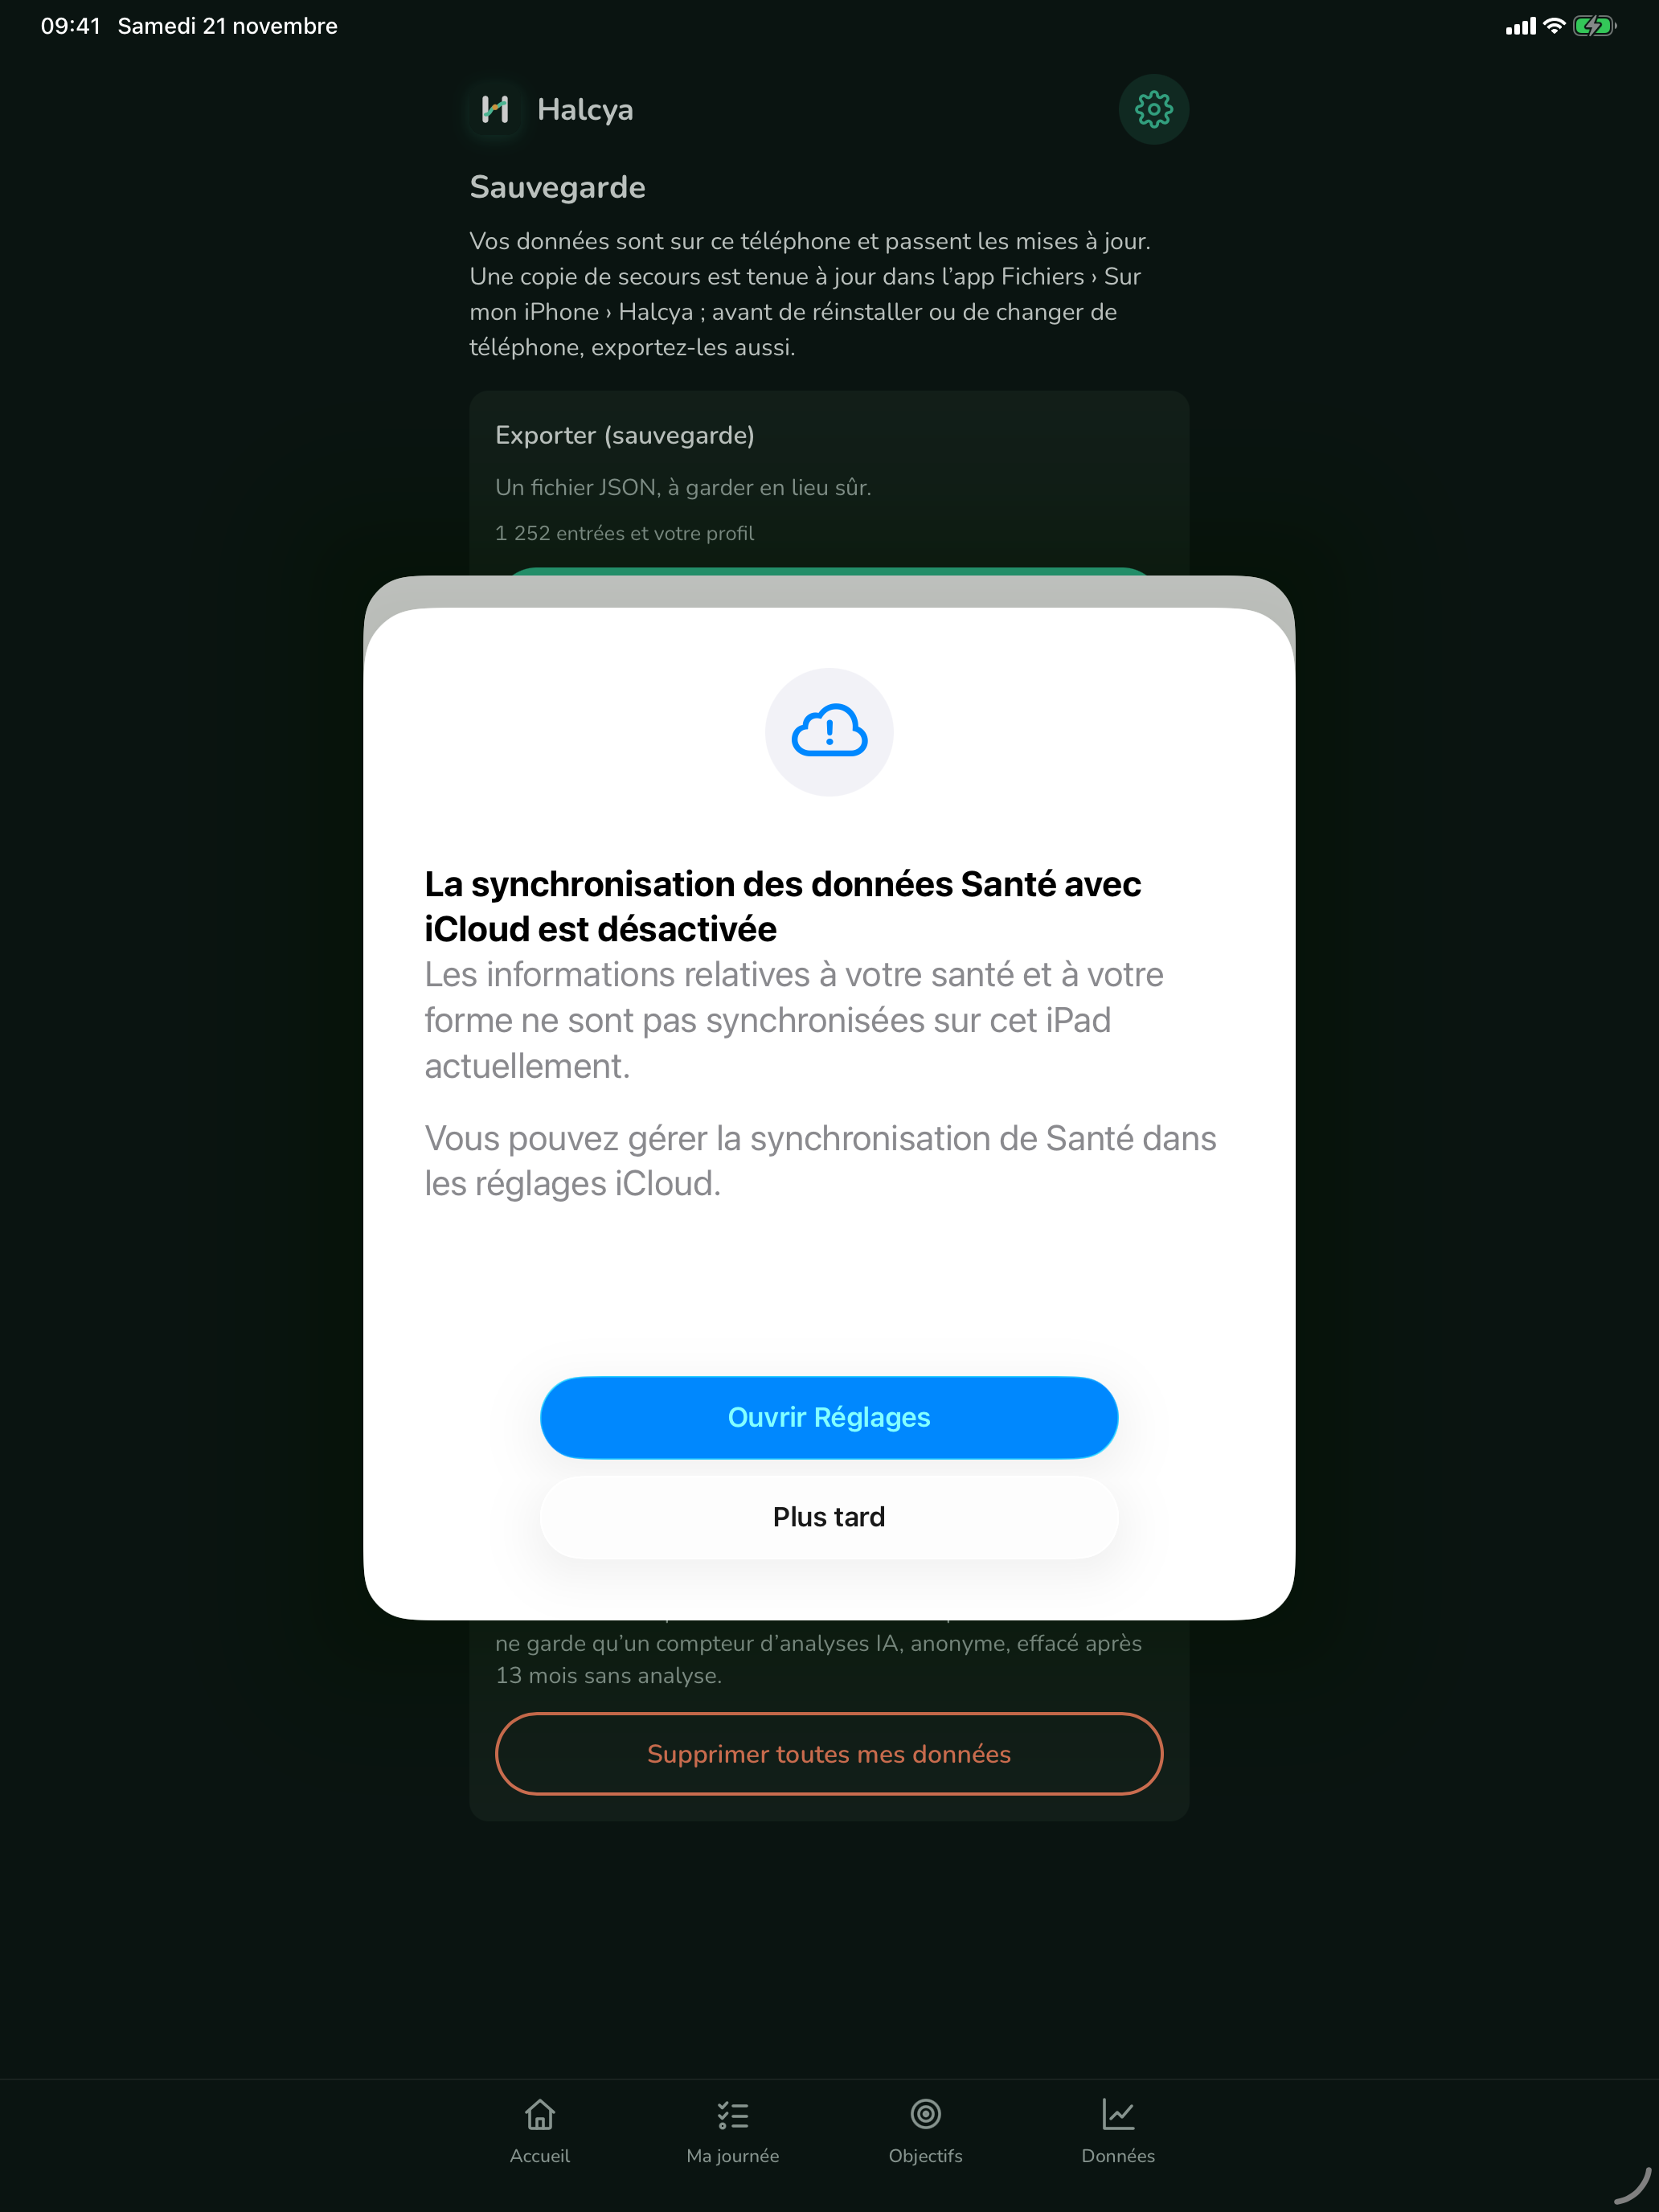 09:41 Samedi 21 novembre
Halcya
Sauvegarde
Vos données sont sur ce téléphone et passent les mises à jour.
Une copie de secours est tenue à jour dans l’app Fichiers › Sur
mon iPhone › Halcya ; avant de réinstaller ou de changer de
téléphone, exportez-les aussi.
Exporter (sauvegarde)
Un fichier JSON, à garder en lieu sûr.
1 252 entrées et votre profil
La synchronisation des données Santé avec
iCloud est désactivée
Les informations relatives à votre santé et à votre
forme ne sont pas synchronisées sur cet iPad
actuellement.
Vous pouvez gérer la synchronisation de Santé dans
les réglages iCloud.
Ouvrir Réglages
Plus tard
ne garde qu’un compteur d’analyses IA, anonyme, effacé après
13 mois sans analyse.
Supprimer toutes mes données
Accueil
Ma journée
Objectifs
Données